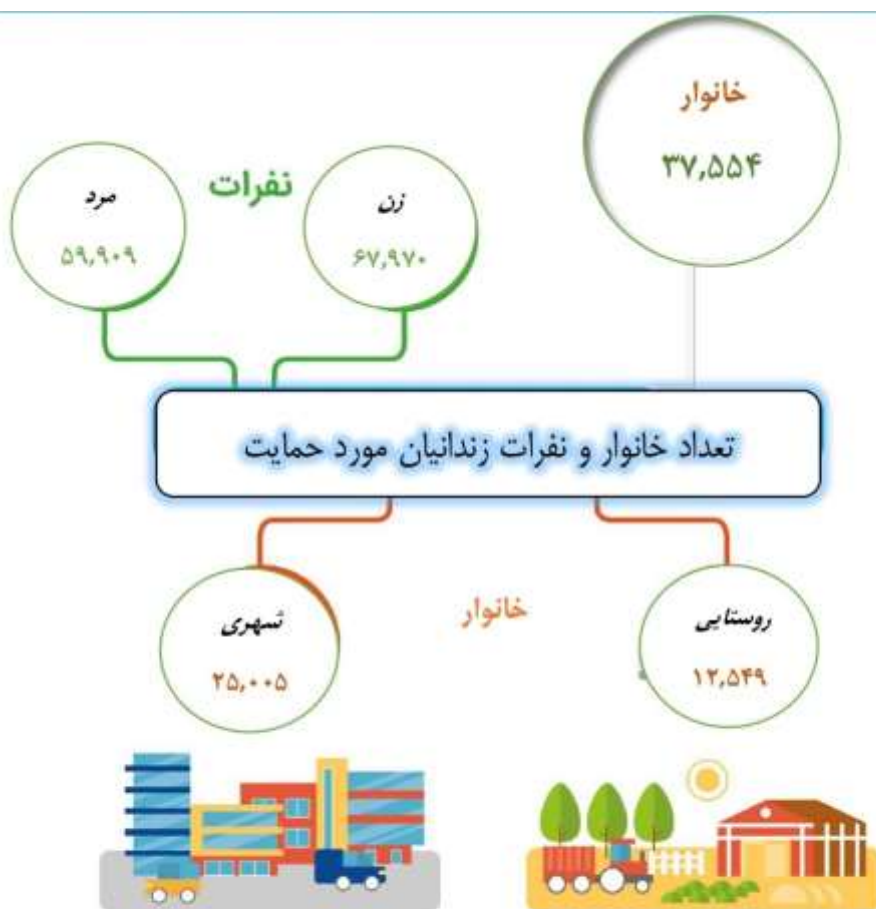 خانوار
۳۷,۵۵۴
نفرات
زن
۶۷,۹۷۰
مرد
۵۹,۹۰۹
تعداد خانوار و نفرات زندانیان مورد حمایت
خانوار
روستایی
۱۲,۵۴۹
شهری
۲۵,۰۰۵